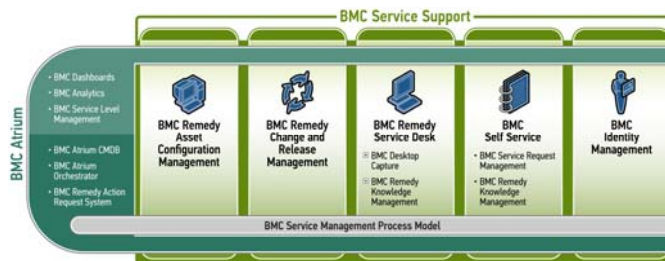 BMC Service Support
BMC Atrium
• BMC Dashboards
• BMC Analytics
• BMC Service Level
Management
• BMC Atrium CMDB
• BMC Atrium
Orchestrator
• BMC Remedy Action
Request System
BMC Remedy
Asset
Configuration
Management
BMC Remedy
Change and
Release
Management
BMC Remedy
Service Desk
BMC Desktop
Capture
BMC Remedy
Knowledge
Management
BMC
Self Service
• BMC Service Request
Management
• BMC Remedy
Knowledge
Management
BMC
Identity
Management
BMC Service Management Process Model